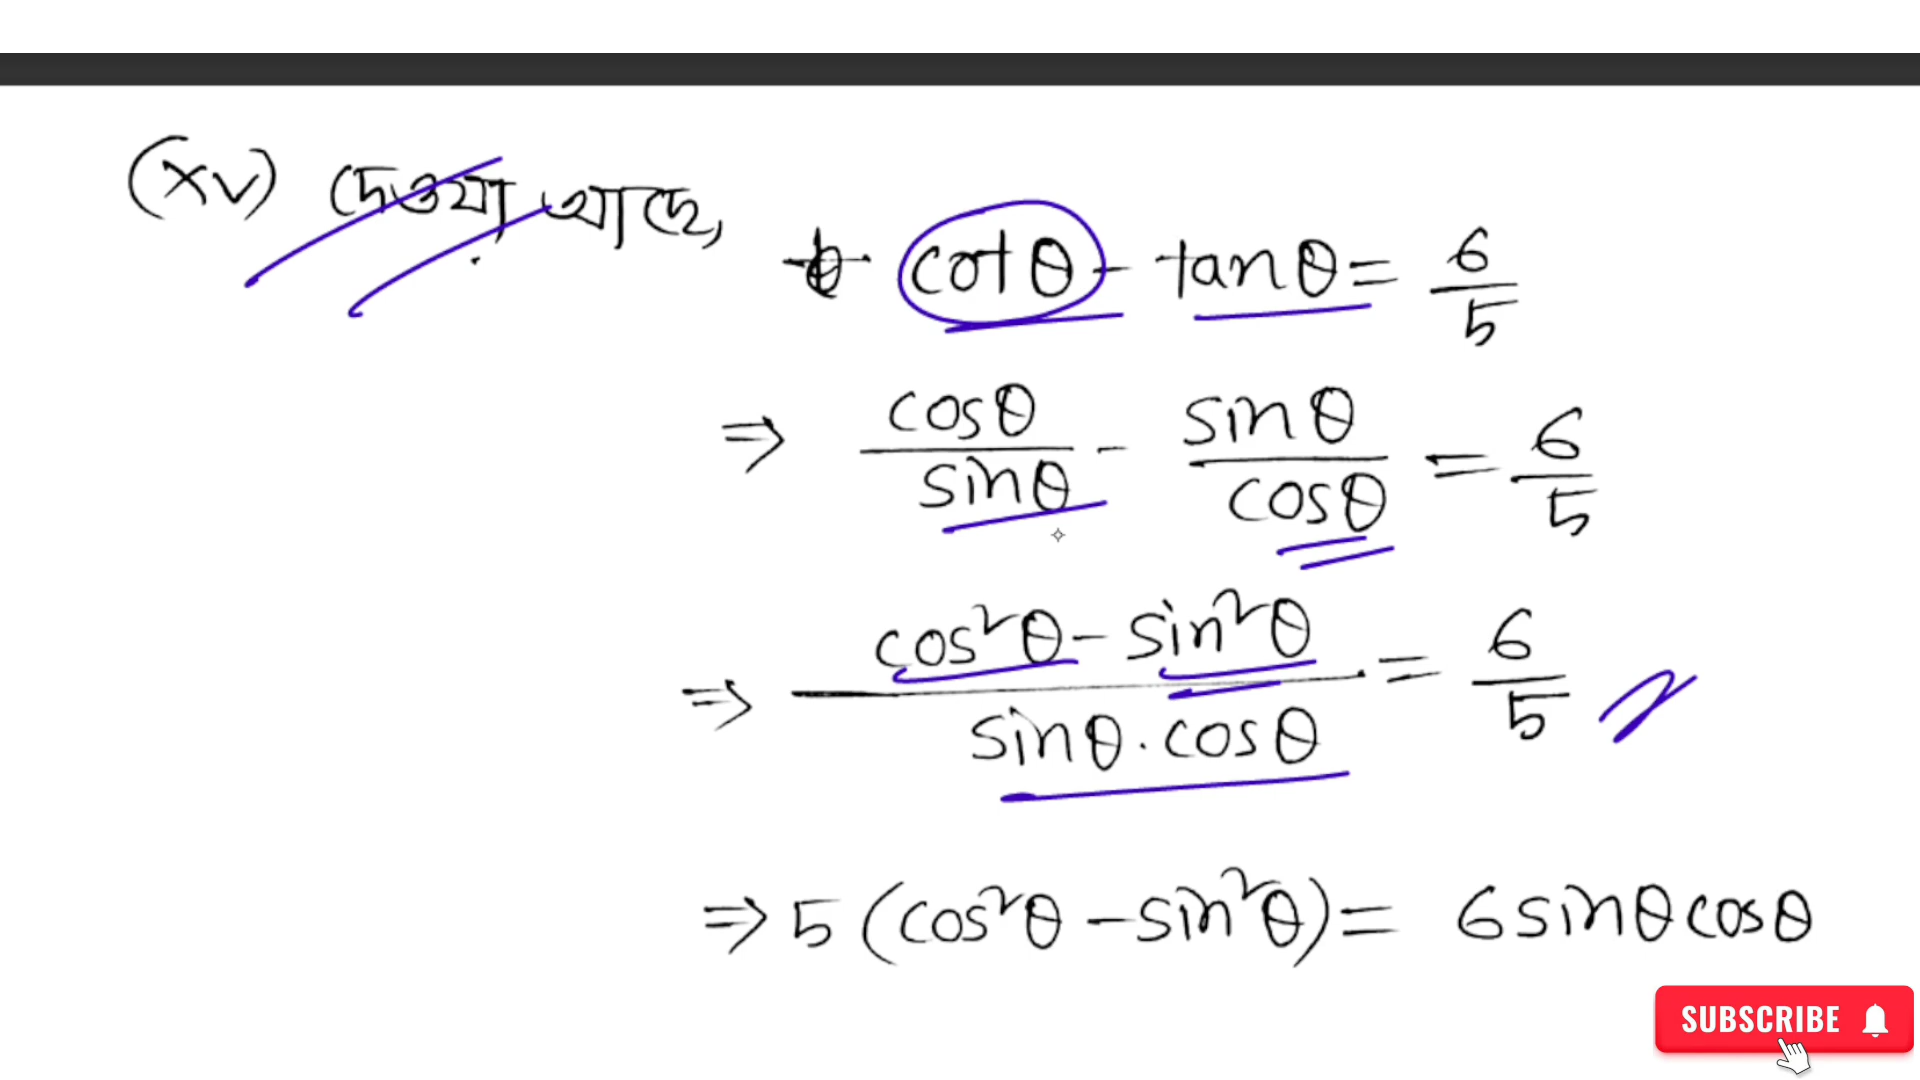 (xv) দেওয়া আছে,
cotθ - tanθ = 6/5
⇒ cosθ/sinθ - sinθ/cosθ = 6/5
⇒ cos²θ - sin²θ/sinθ.cosθ = 6/5
⇒ 5(cos²θ - sin²θ) = 6sinθcosθ
SUBSCRIBE